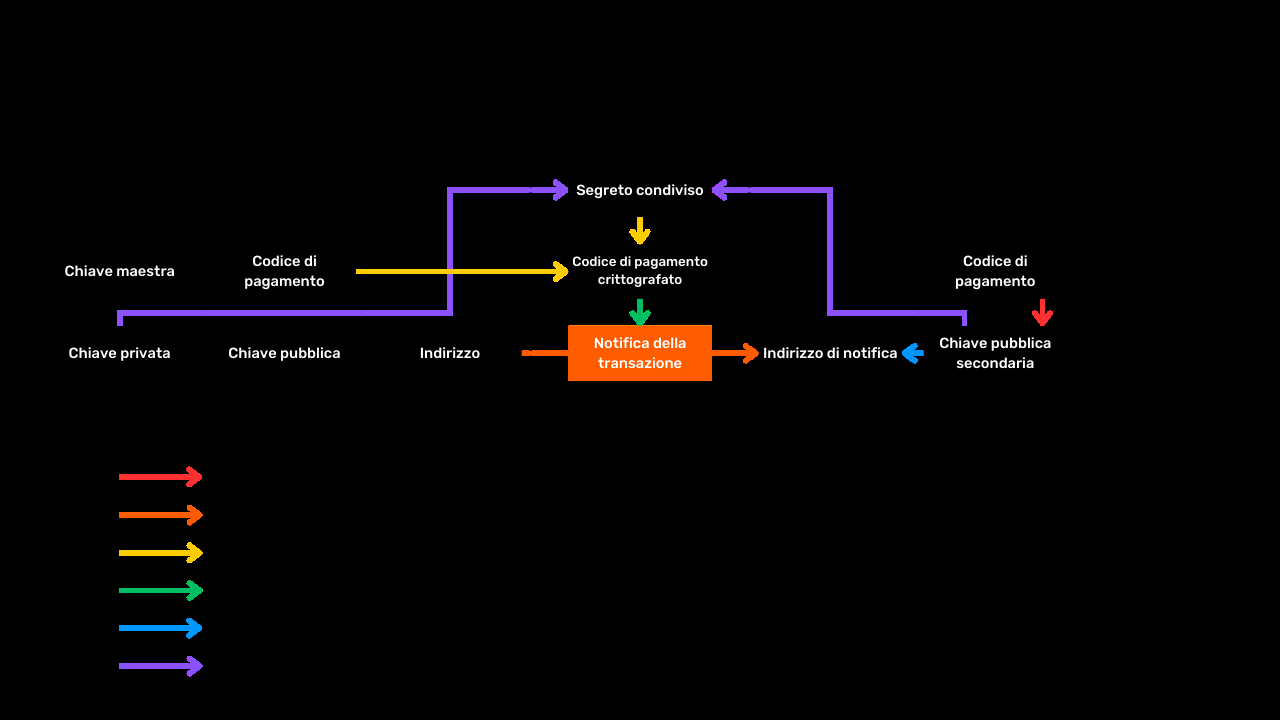 Segreto condiviso
Chiave maestra
Codice di
pagamento
Codice di pagamento
crittografato
Codice di
pagamento
Chiave privata
Chiave pubblica
Indirizzo
Notifica della
transazione
Indirizzo di notifica
Chiave pubblica
secondaria